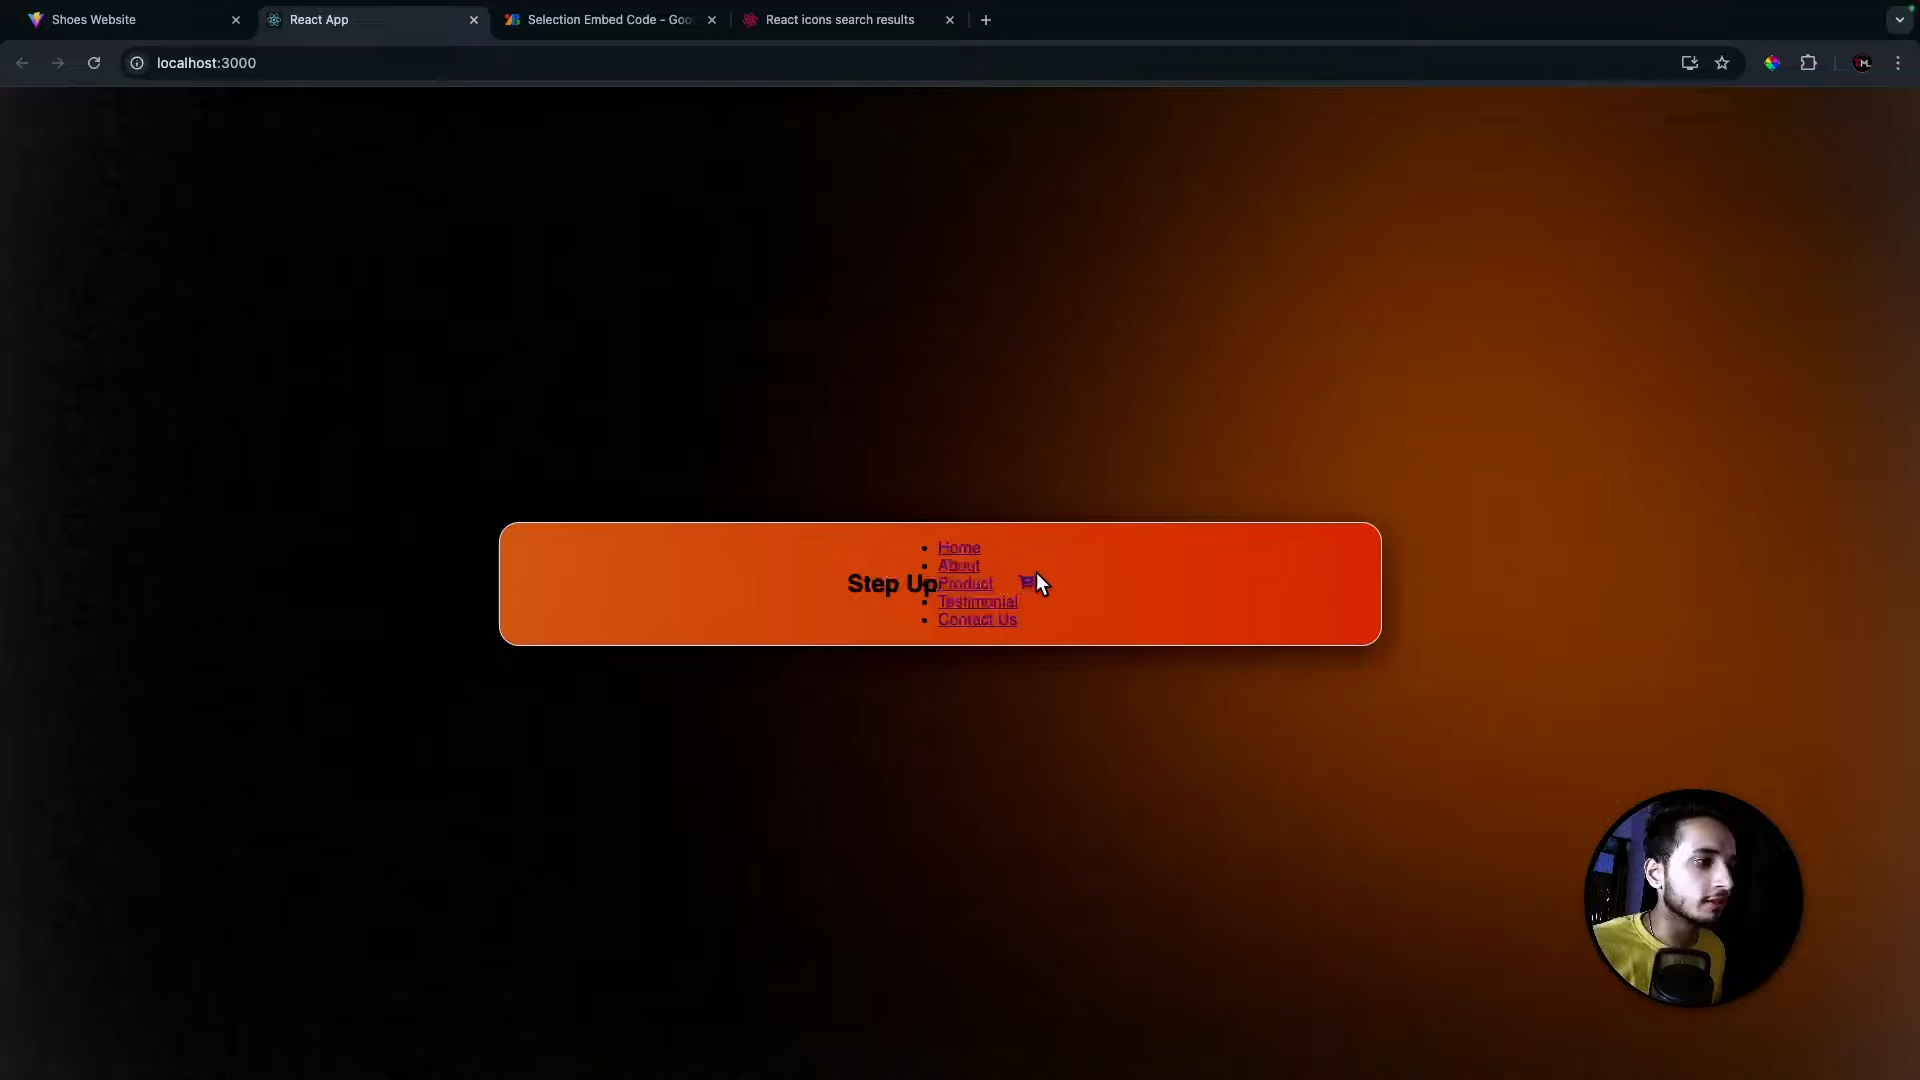 Shoes Website
React App
Selection Embed Code - Goo
React icons search results
localhost:3000
Home
About
Step Up
Product
Testimonial
Contact Us